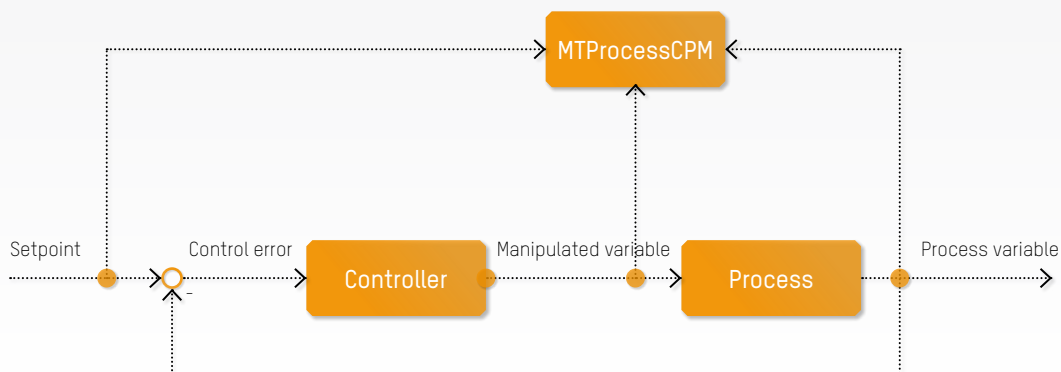 MTProcessCPM
Setpoint
Control error
Manipulated variable
Process variable
Controller
Process
-